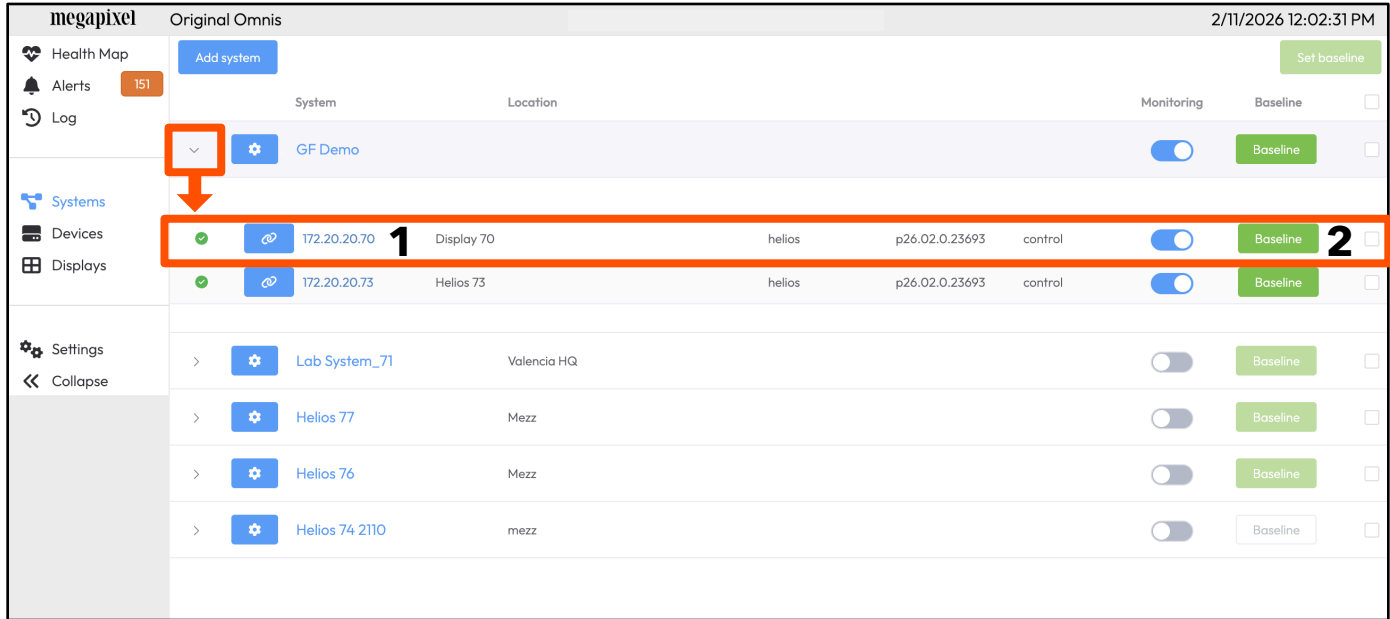 megapixel Original Omnis 2/11/2026 12:02:31 PM
Health Map
Alerts 151
Log
Systems
Devices
Displays
Settings
Collapse
Add system Set baseline
System Location Monitoring Baseline
GF Demo Baseline
172.20.20.70 1 Display 70 helios p26.02.0.23693 control Baseline 2
172.20.20.73 Helios 73 helios p26.02.0.23693 control Baseline
Lab System_71 Valencia HQ Baseline
Helios 77 Mezz Baseline
Helios 76 Mezz Baseline
Helios 74 2110 mezz Baseline